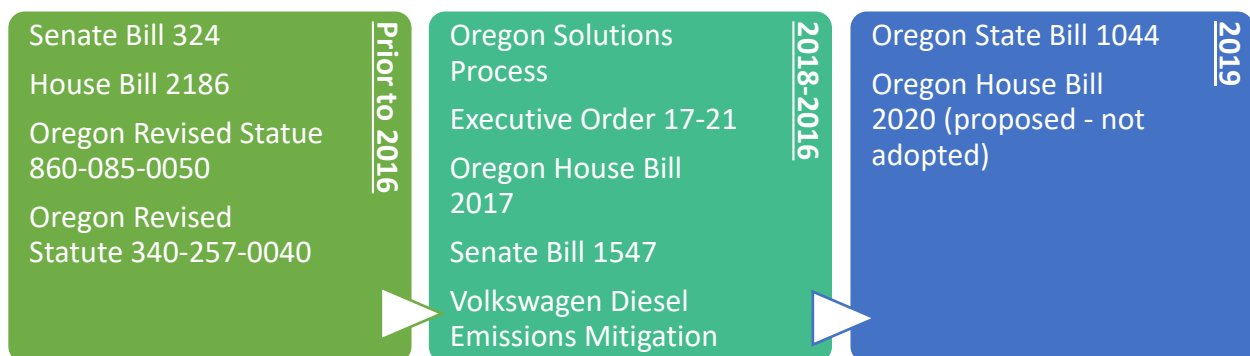 Prior to 2016
Senate Bill 324
House Bill 2186
Oregon Revised Statue
860-085-0050
Oregon Revised
Statute 340-257-0040
2018-2016
Oregon Solutions
Process
Executive Order 17-21
Oregon House Bill
2017
Senate Bill 1547
Volkswagen Diesel
Emissions Mitigation
2019
Oregon State Bill 1044
Oregon House Bill
2020 (proposed - not
adopted)